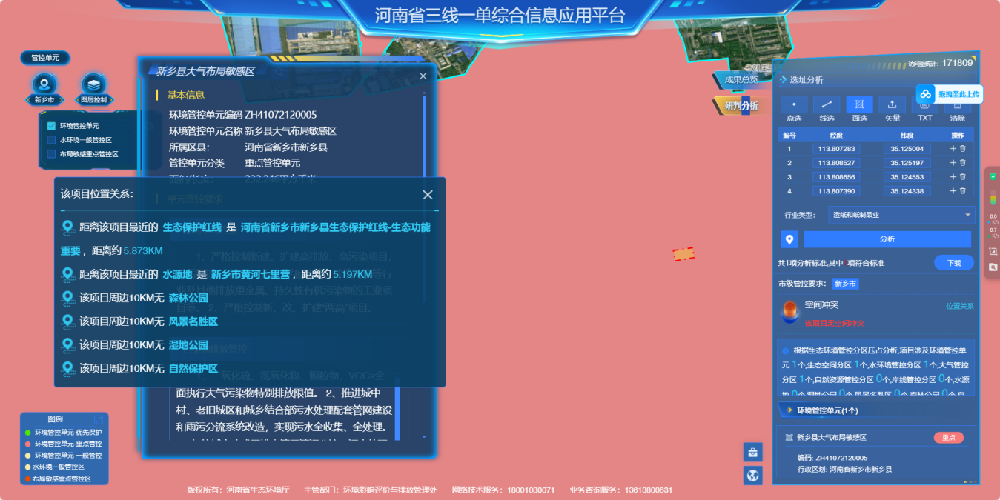 河南省三线一单综合信息应用平台
管控单元
新乡市
图层控制
环境管控单元
水环境一般管控区
布局敏感重点管控区
新乡县大气布局敏感区
基本信息
环境管控单元编码 ZH41072120005
环境管控单元名称 新乡县大气布局敏感区
所属区县: 河南省新乡市新乡县
管控单元分类 重点管控单元
232.246平方千米
单元管控要求
该项目位置关系:
距离该项目最近的 生态保护红线 是 河南省新乡市新乡县生态保护红线-生态功能
重要，距离约 5.873KM
距离该项目最近的 水源地 是 新乡市黄河七里营，距离约 5.197KM
该项目周边10KM无 森林公园
该项目周边10KM无 风景名胜区
该项目周边10KM无 湿地公园
该项目周边10KM无 自然保护区
1、严格控制新建、扩建高排放、高污染项目，
业及其他排放重金属、持久性有机污染物的工业项
2、严格控制新、改、扩建“两高”项目。
排放管控
1、二氧化硫、氮氧化物、颗粒物、VOCs全
面执行大气污染物特别排放限值。 2、推进城中
村、老旧城区和城乡结合部污水处理配套管网建设
和雨污分流系统改造，实现污水全收集、全处理。
图例
环境管控单元-优先保护
环境管控单元-重点管控
环境管控单元-一般管控
水环境一般管控区
布局敏感重点管控区
成果总览
研判分析
171809
选址分析
拖拽至此上传
点选 线选 面选 矢量 TXT 清除
编号 经度 纬度 操作
1 113.807283 35.125004
2 113.808527 35.125197
3 113.808656 35.124553
4 113.807390 35.124338
行业类型: 造纸和纸制品业
分析
共1项分析标准,其中1项符合标准 下载
市级管控要求: 新乡市
空间冲突 位置关系
该项目无空间冲突
根据生态环境管控分区压占分析,项目涉及环境管控单
元 1个,生态空间分区 1个,水环境管控分区 1个,大气管控
分区 1个,自然资源管控分区 0个,岸线管控分区 0个,水源
地 0个,湿地公园 0个,风景名胜区 0个,森林公园 0个,自
环境管控单元(1个)
新乡县大气布局敏感区 重点
编码: ZH41072120005
行政区划: 河南省新乡市新乡县
0.0
K/s
0.7
K/s
版权所有: 河南省生态环境厅 主管部门: 环境影响评价与排放管理处 网络技术服务: 18001030071 业务咨询服务: 13613800631